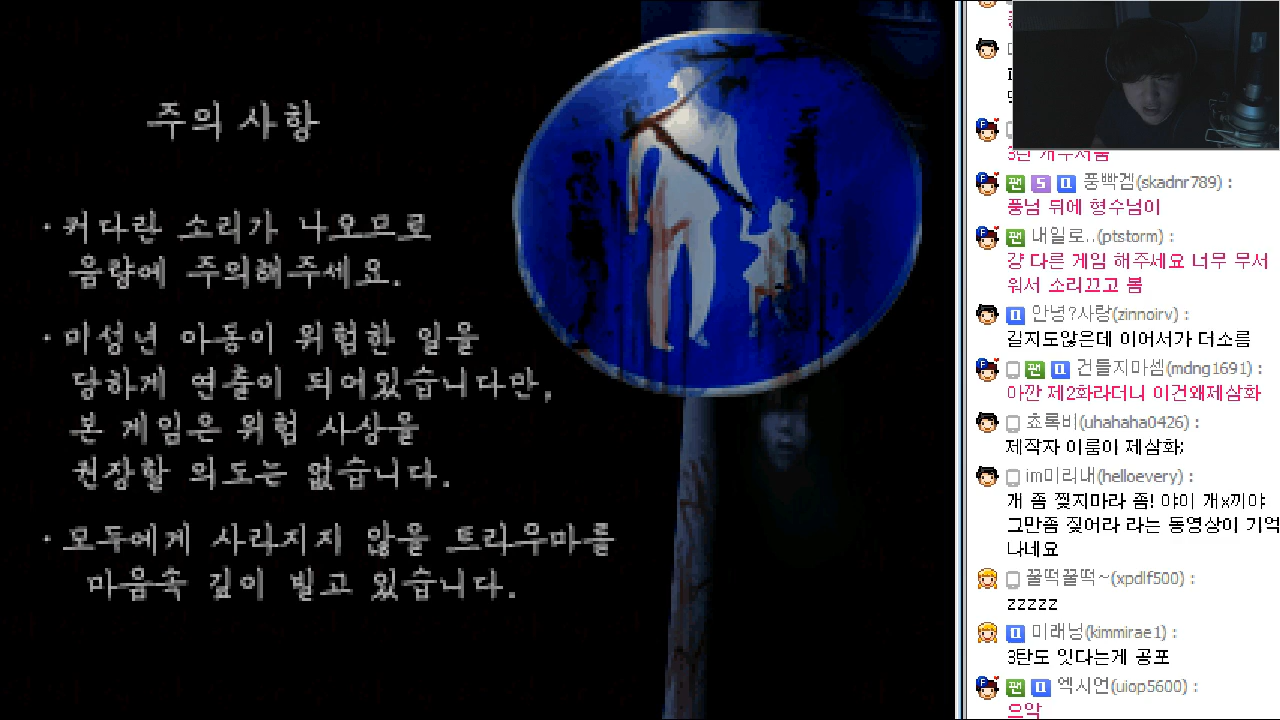 주의 사항
· 커다란 소리가 나오므로
음량에 주의해주세요.
· 미성년 아동이 위험한 일을
당하게 연출이 되어있습니다만,
본 게임은 위험 사상을
권장할 의도는 없습니다.
· 모두에게 사라지지 않을 트라우마를
마음속 깊이 빌고 있습니다.
팬 S
풍빡겜(skadnr789) :
풍님 뒤에 형수님이
팬 내일로..(ptstorm) :
걍 다른 게임 해주세요 너무 무서
워서 소리끄고 봄
안녕?사랑(zinnoirv) :
길지도않은데 이어서가 더소름
팬 건들지마셈(mdng1691) :
아깐 제2화라더니 이건왜제삼화
쵸록비(uhahaha0426) :
제작자 이름이 제삼화;
im미리내(helloevery) :
개 좀 찢지마라 좀! 야이 개x끼야
그만좀 짖어라 라는 동영상이 기억
나네요
꿀떡꿀떡~(xpdlf500) :
zzzzz
미래닝(kimmirae1) :
3탄도 잇다는게 공포
팬 엑시언(uiop5600) :
으악